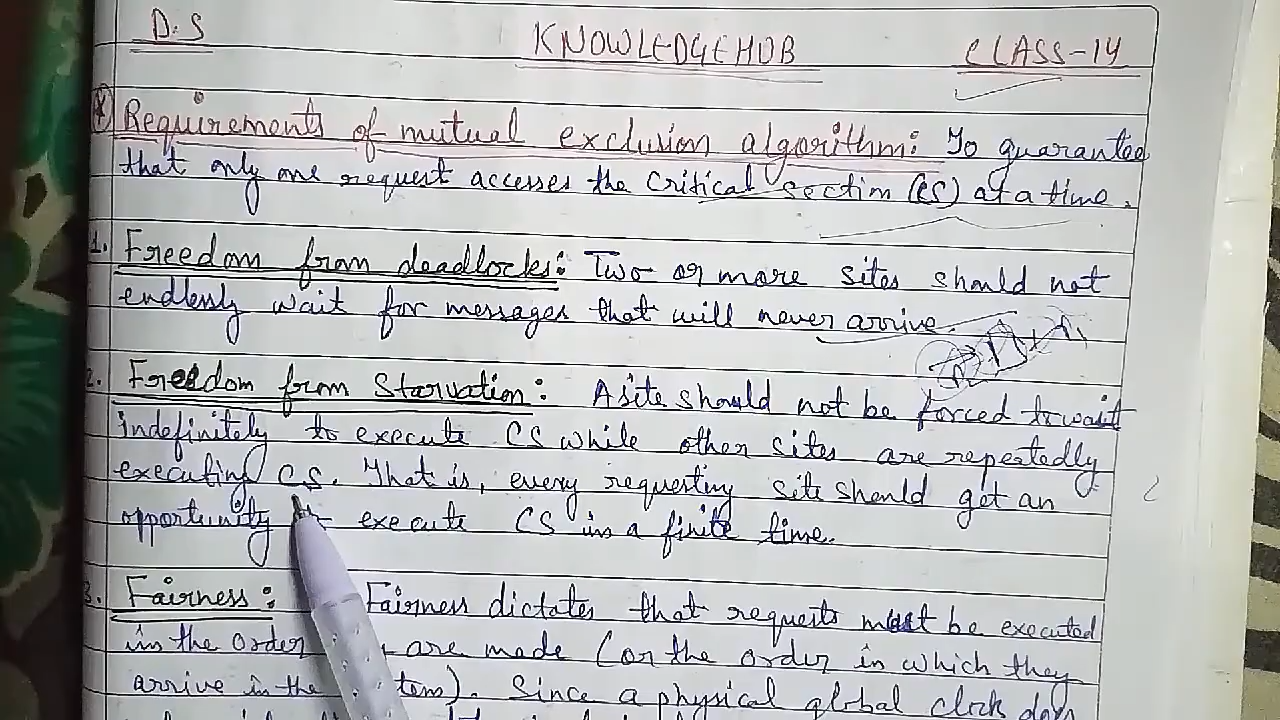 D.S KNOWLEDGEHUB CLASS-14
Requirements of mutual exclusion algorithm: To guarantee
that only one request accesses the critical section (CS) at a time.
1. Freedom from deadlocks: Two or more sites should not
endlessly wait for messages that will never arrive.
2. Freedom from Starvation: A site should not be forced to wait
indefinitely to execute CS while other sites are repeatedly
executing CS. That is, every requesting site should get an
opportunity execute CS in a finite time.
3. Fairness: Fairness dictates that requests must be executed
in the order are made (or the order in which they
arrive in the tem). Since a physical global clock does